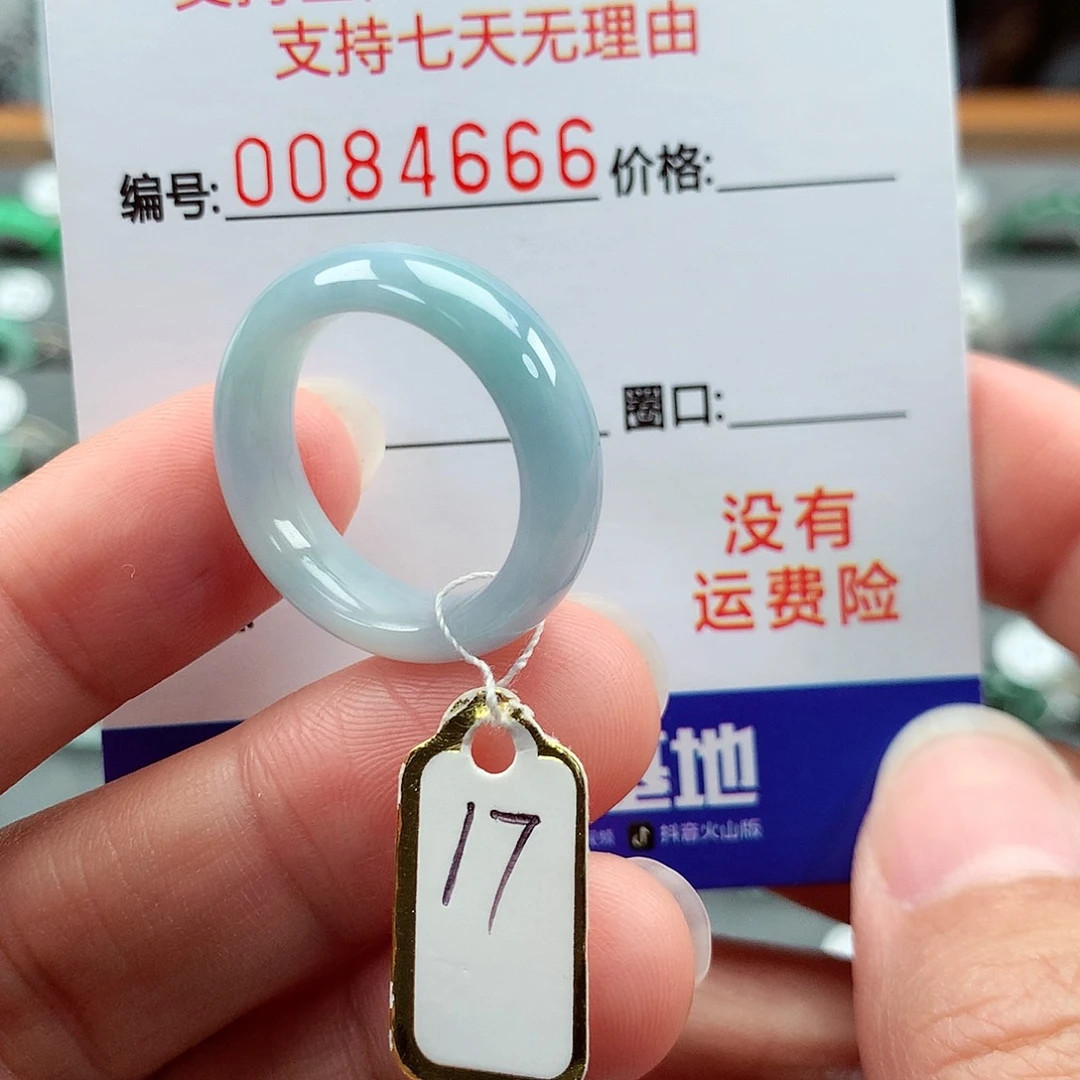 支持七天无理由
编号: 0084666 价格:
圈口:
没有
运费险
基地
抖音火山版
17